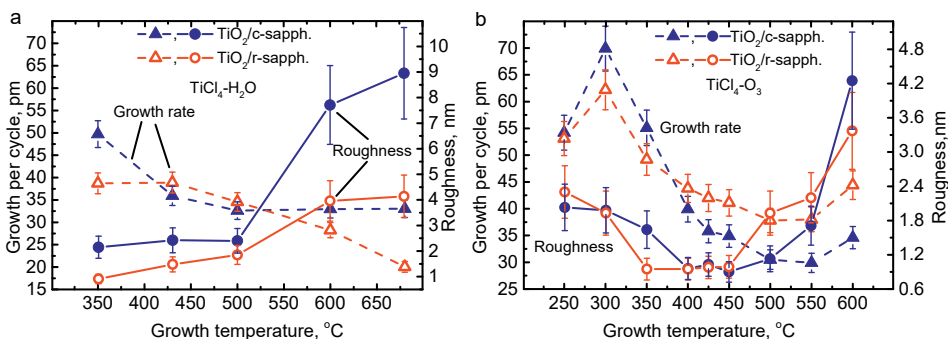 a
Growth per cycle, pm
70
65
60
55
50
45
40
35
30
25
20
15
TiO2/c-sapph.
TiO2/r-sapph.
TiCl4-H2O
Growth rate
Roughness
10
9
8
7
6
5
4
3
2
1
Roughness, nm
350 400 450 500 550 600 650
Growth temperature, °C
b
Growth per cycle, pm
70
65
60
55
50
45
40
35
30
25
TiO2/c-sapph.
TiO2/r-sapph.
TiCl4-O3
Growth rate
Roughness
4.8
4.2
3.6
3.0
2.4
1.8
1.2
0.6
Roughness,nm
250 300 350 400 450 500 550 600
Growth temperature, °C